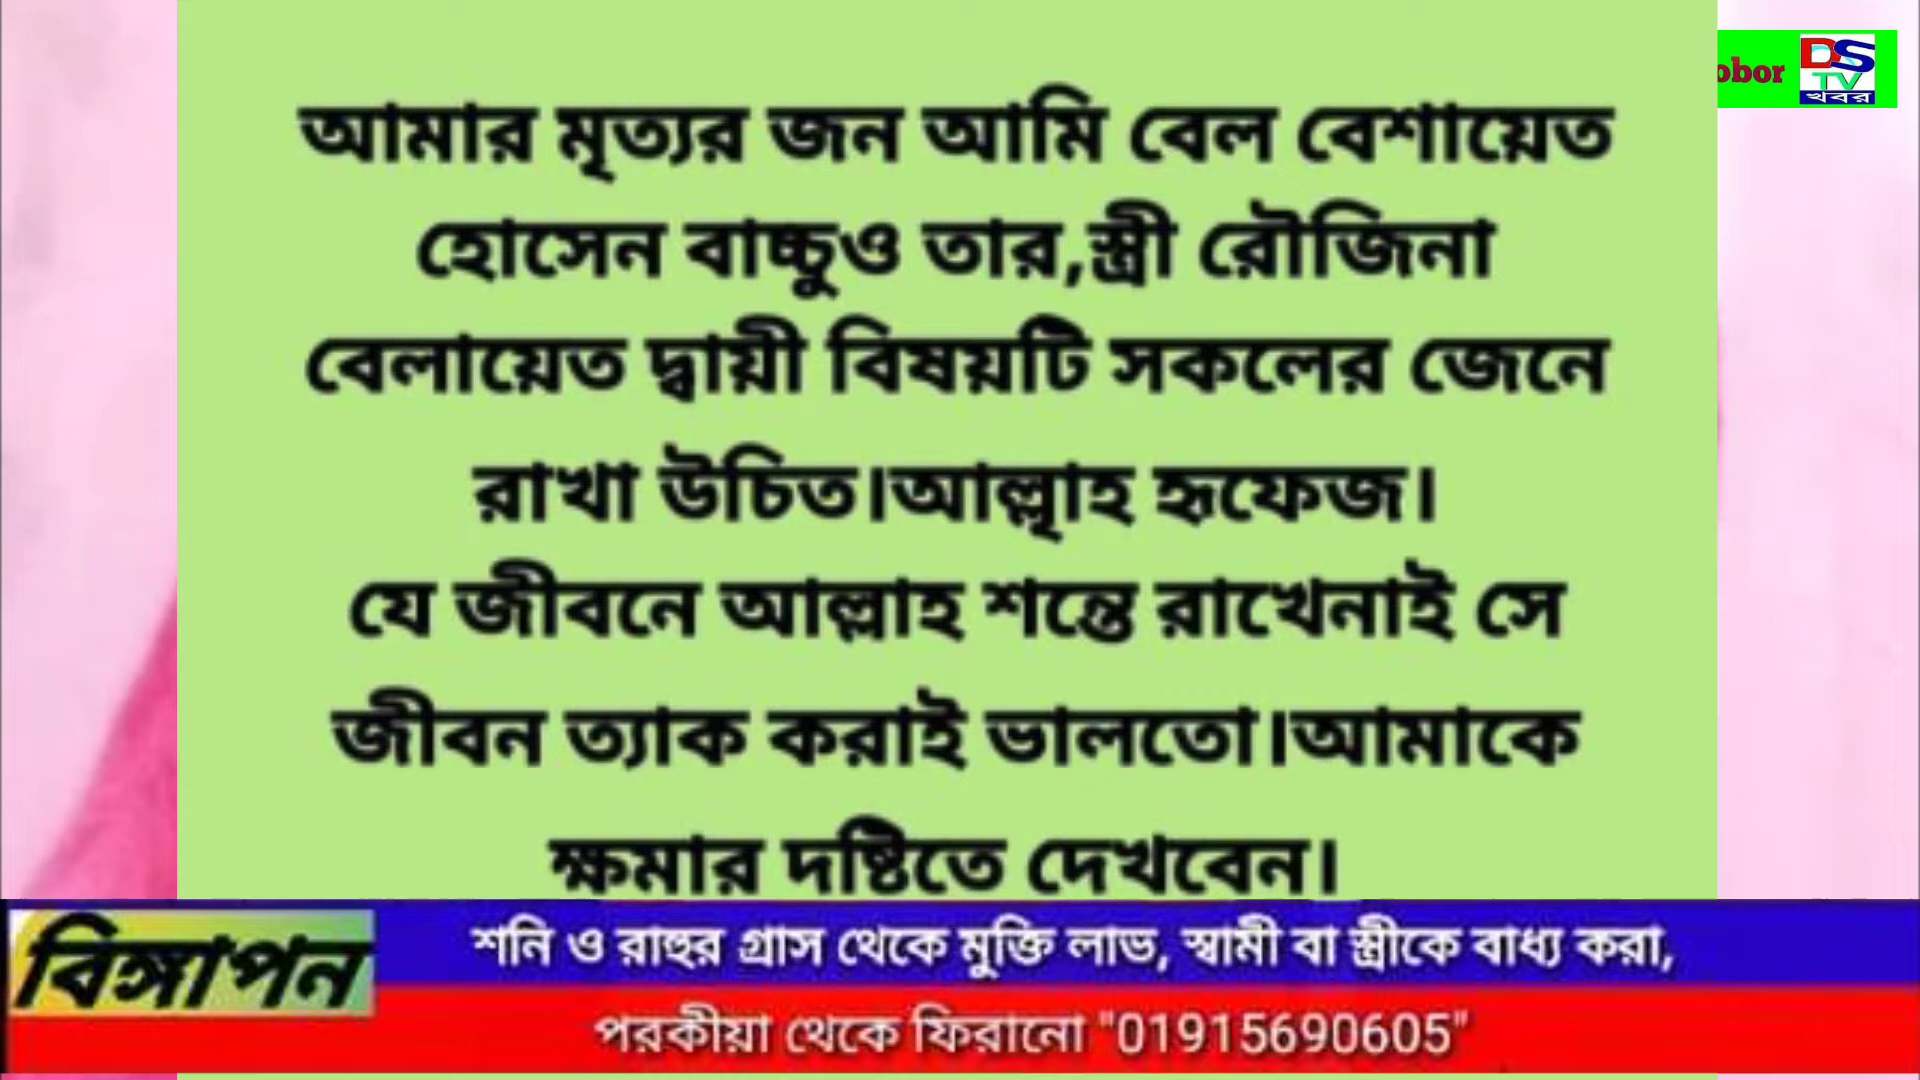 obor
DS
TV
খবর
আমার মৃত্যর জন আমি বেল বেশায়েত
হোসেন বাচ্চুও তার,স্ত্রী রৌজিনা
বেলায়েত দ্বায়ী বিষয়টি সকলের জেনে
রাখা উচিত।আল্লৃাহ হৃফেজ।
যে জীবনে আল্লাহ শন্তে রাখেনাই সে
জীবন ত্যাক করাই ভালতো।আমাকে
ক্ষমার দষ্টিতে দেখবেন।
বিঙ্গাপন
শনি ও রাহুর গ্রাস থেকে মুক্তি লাভ, স্বামী বা স্ত্রীকে বাধ্য করা,
পরকীয়া থেকে ফিরানো "01915690605"